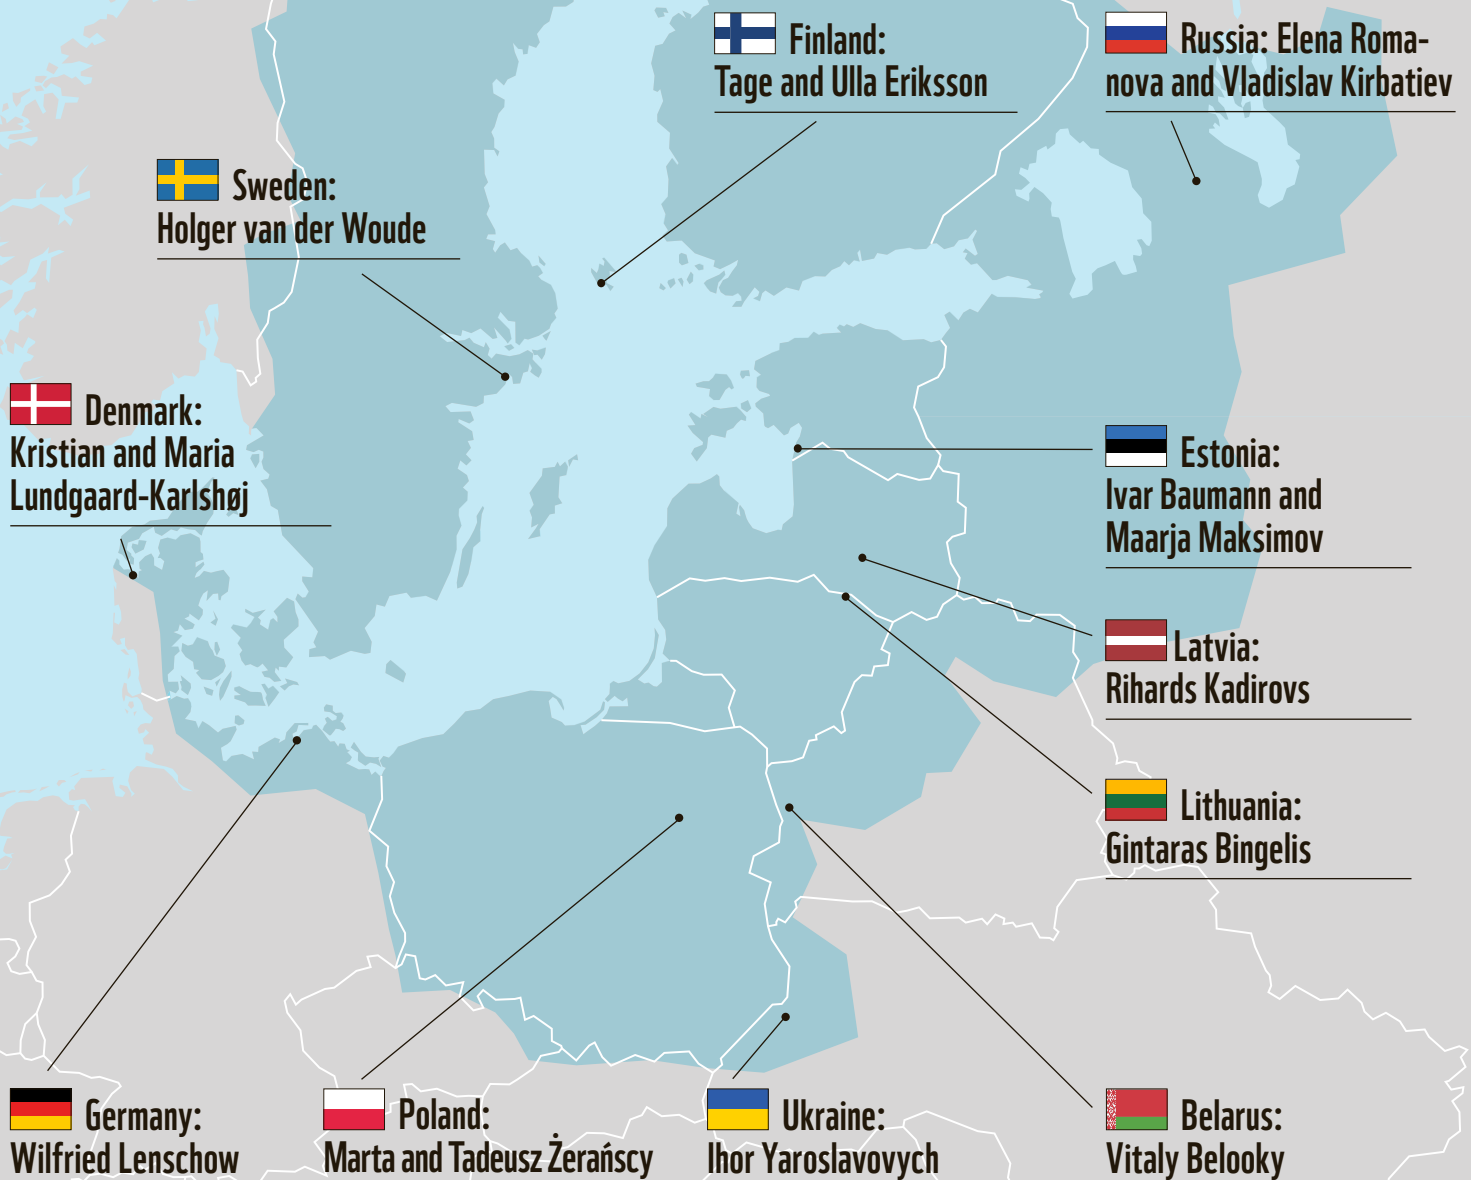 Finland:
Tage and Ulla Eriksson
Russia: Elena Roma-
nova and Vladislav Kirbatiev
Sweden:
Holger van der Woude
Denmark:
Kristian and Maria
Lundgaard-Karlshøj
Estonia:
Ivar Baumann and
Maarja Maksimov
Latvia:
Rihards Kadirovs
Lithuania:
Gintaras Bingelis
Germany:
Wilfried Lenschow
Poland:
Marta and Tadeusz Żerańscy
Ukraine:
Ihor Yaroslavovych
Belarus:
Vitaly Belooky